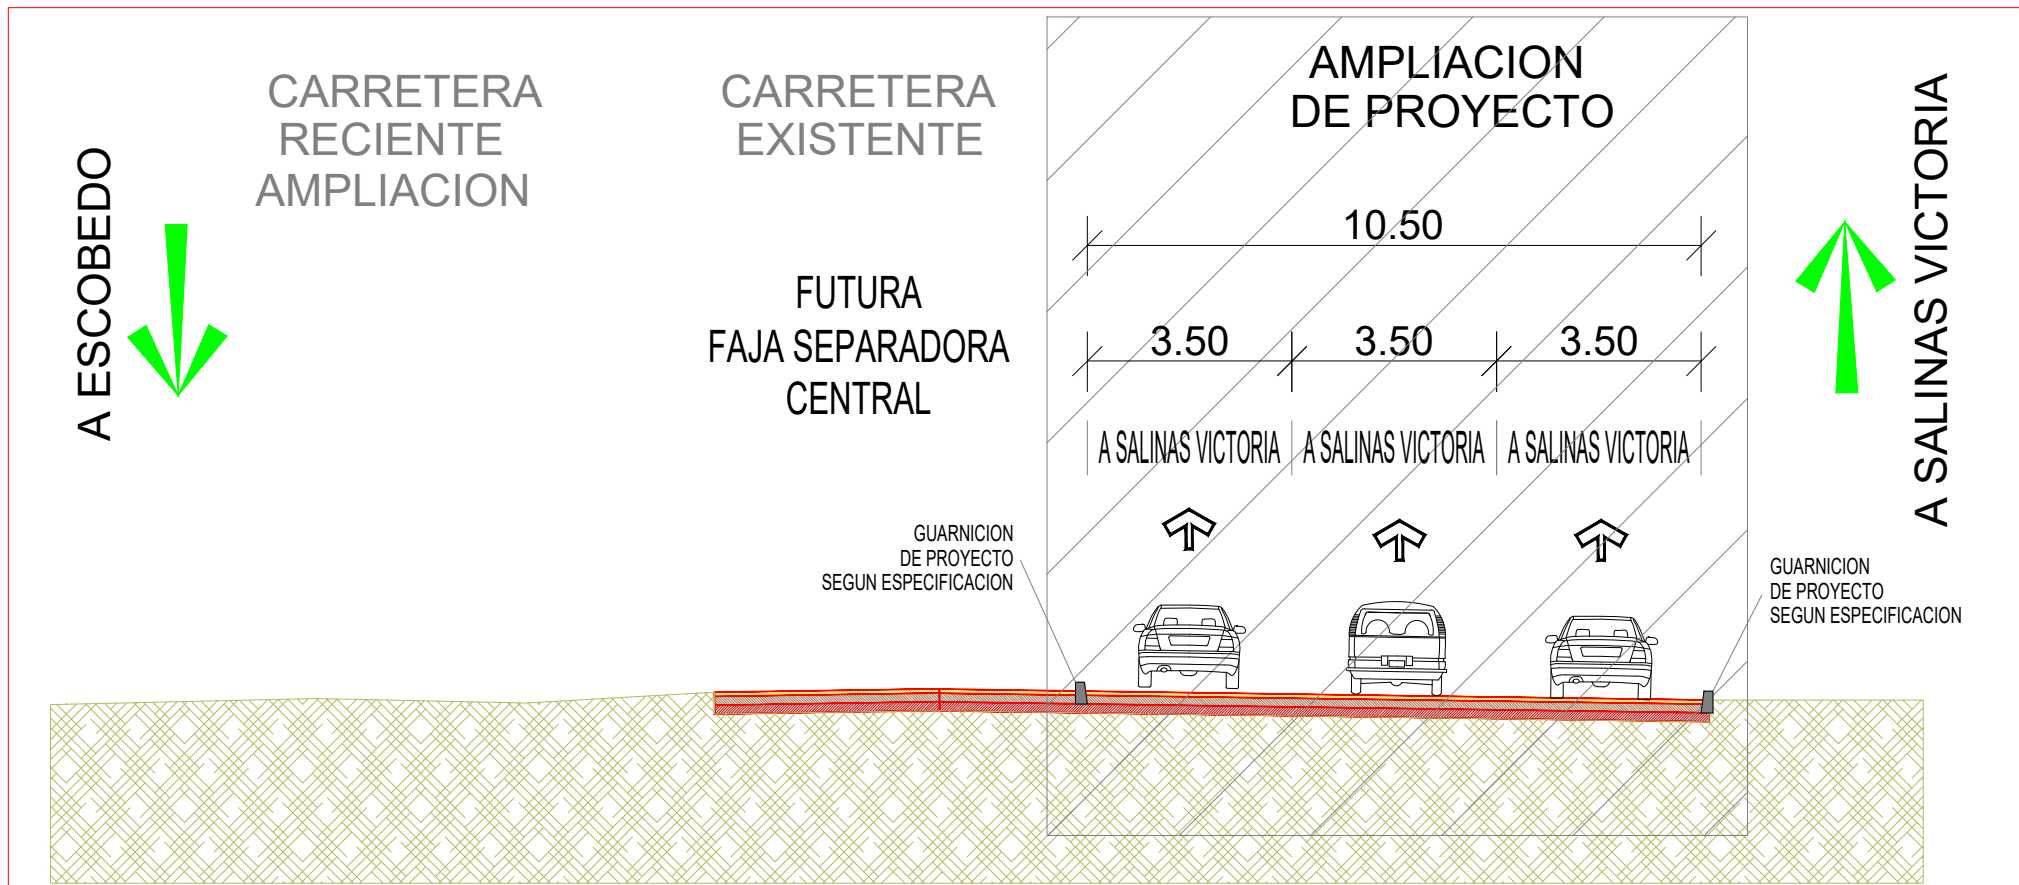 A ESCOBEDO
CARRETERA
RECIENTE
AMPLIACION
CARRETERA
EXISTENTE
FUTURA
FAJA SEPARADORA
CENTRAL
AMPLIACION
DE PROYECTO
10.50
3.50 3.50 3.50
A SALINAS VICTORIA A SALINAS VICTORIA A SALINAS VICTORIA
GUARNICION
DE PROYECTO
SEGUN ESPECIFICACION
GUARNICION
DE PROYECTO
SEGUN ESPECIFICACION
A SALINAS VICTORIA